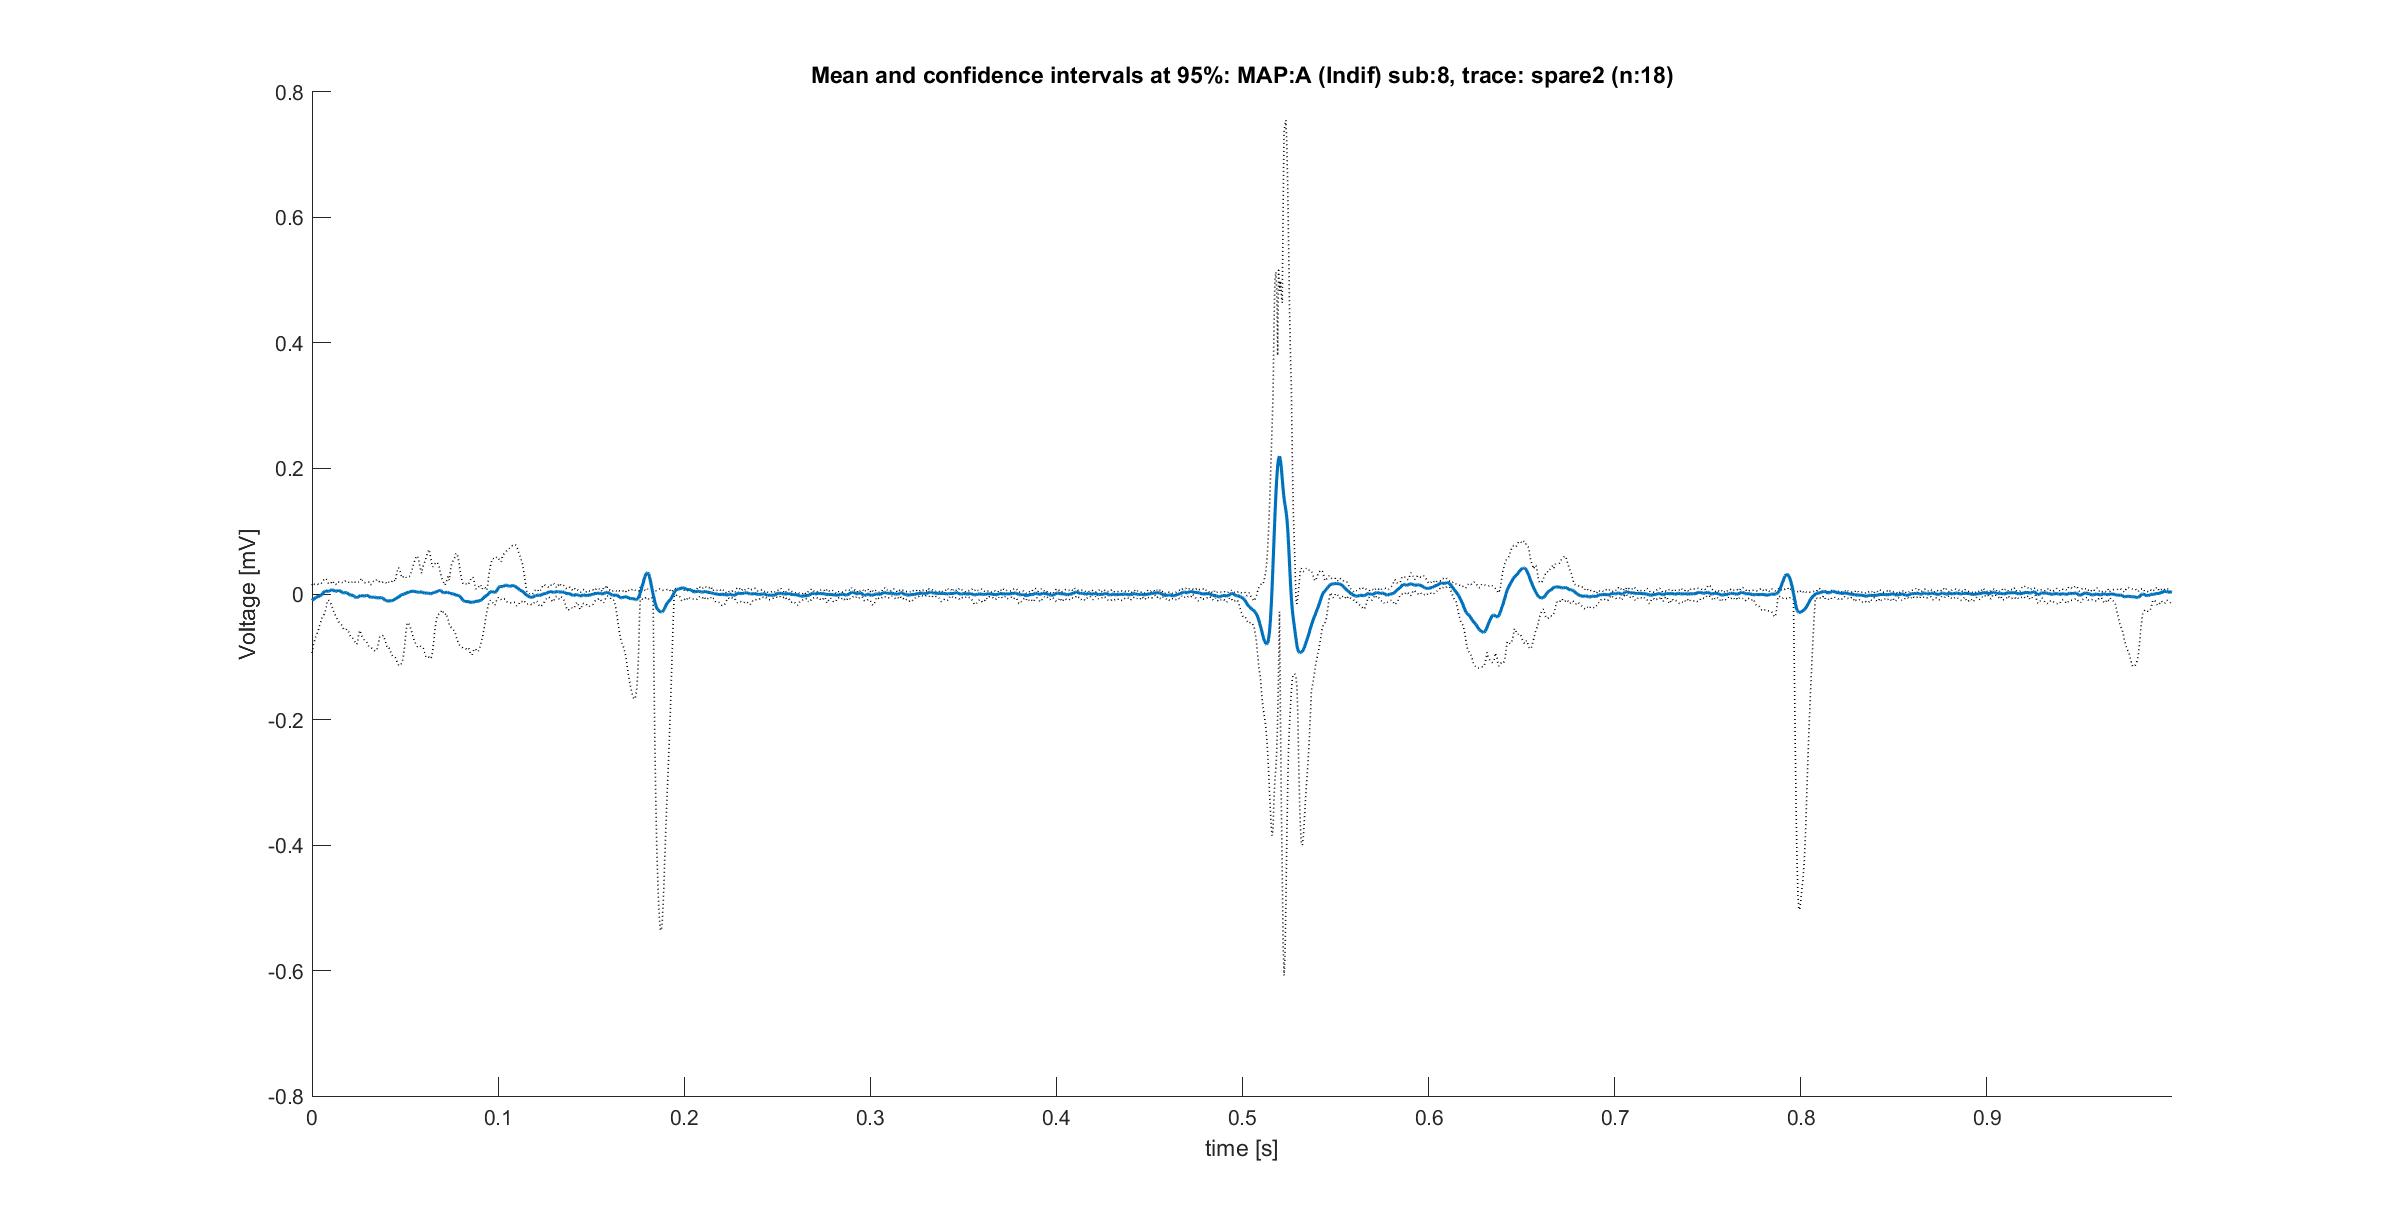 Mean and confidence intervals at 95%: MAP:A (Indif) sub:8, trace: spare2 (n:18)
0.8
0.6
0.4
0.2
0
-0.2
-0.4
-0.6
-0.8
Voltage [mV]
0 0.1 0.2 0.3 0.4 0.5 0.6 0.7 0.8 0.9
time [s]